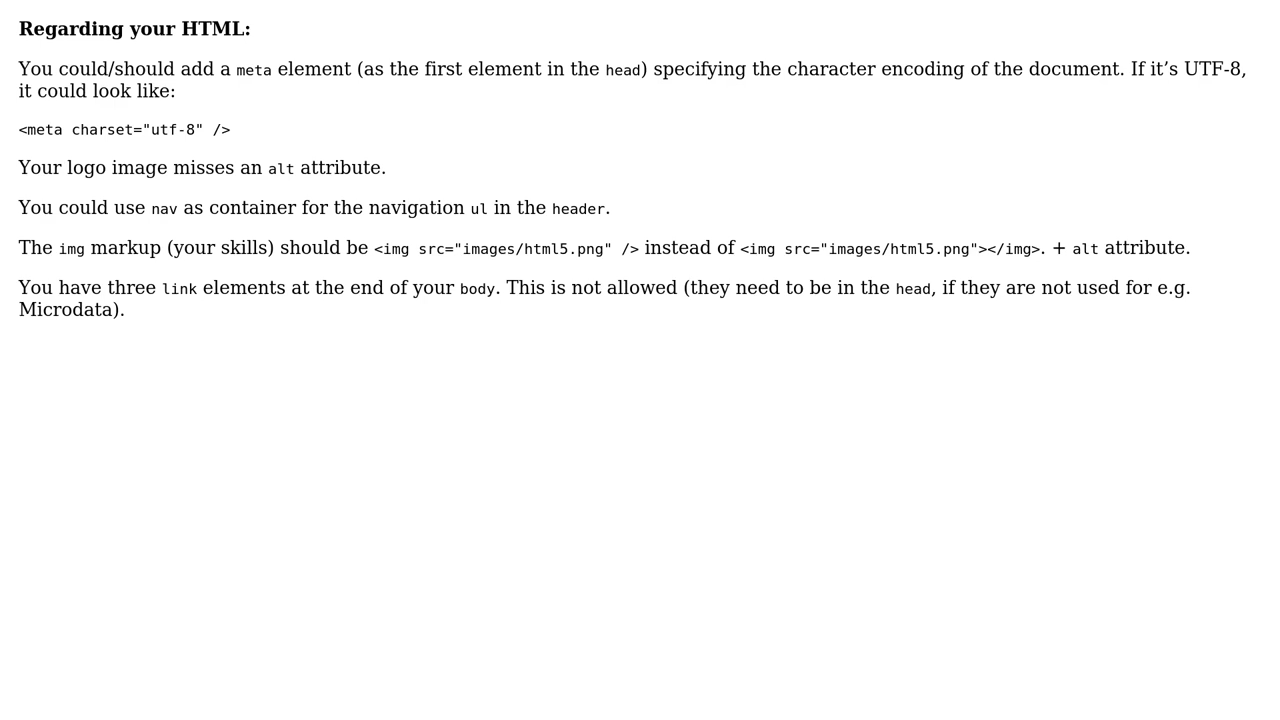 Regarding your HTML:
You could/should add a meta element (as the first element in the head) specifying the character encoding of the document. If it’s UTF-8,
it could look like:
<meta charset="utf-8" />
Your logo image misses an alt attribute.
You could use nav as container for the navigation ul in the header.
The img markup (your skills) should be <img src="images/html5.png" /> instead of <img src="images/html5.png"></img>. + alt attribute.
You have three link elements at the end of your body. This is not allowed (they need to be in the head, if they are not used for e.g.
Microdata).